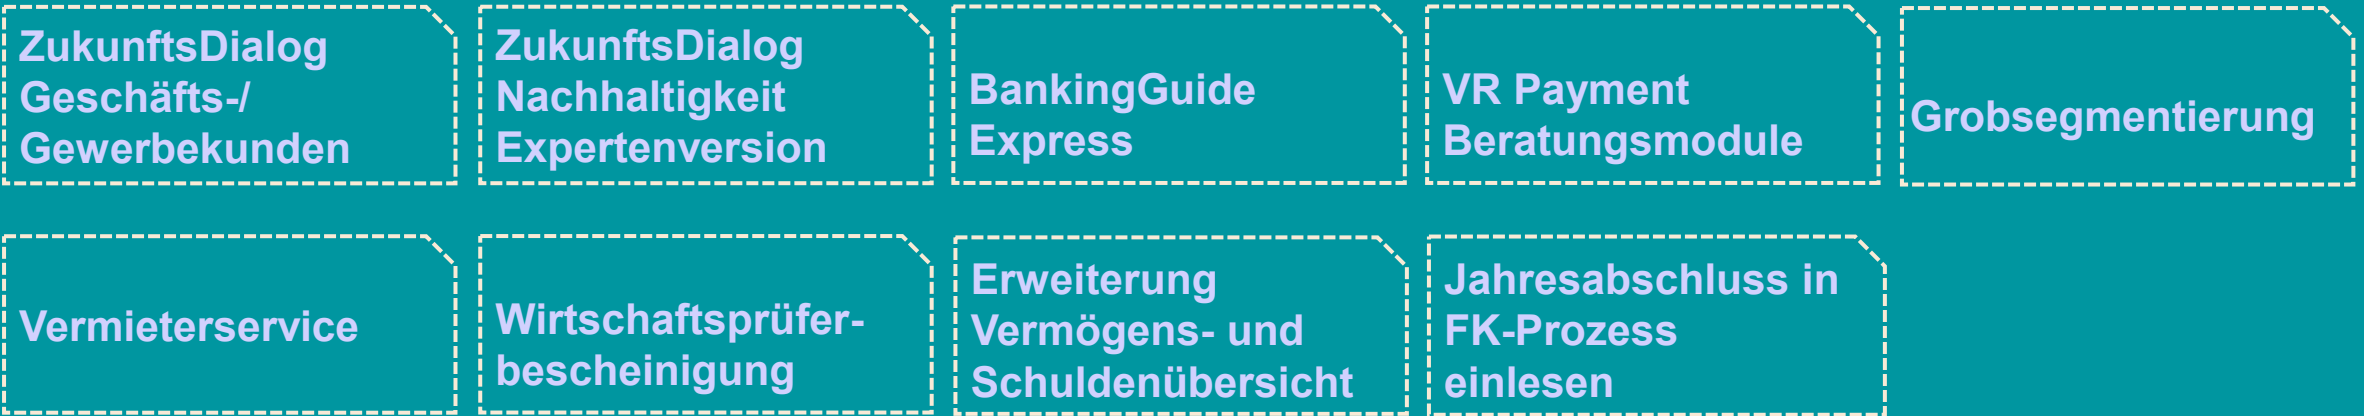 ZukunftsDialog
Geschäfts-/
Gewerbekunden
ZukunftsDialog
Nachhaltigkeit
Expertenversion
BankingGuide
Express
VR Payment
Beratungsmodule
Grobsegmentierung
Vermieterservice
Wirtschaftsprüfer-
bescheinigung
Erweiterung
Vermögens- und
Schuldenübersicht
Jahresabschluss in
FK-Prozess
einlesen